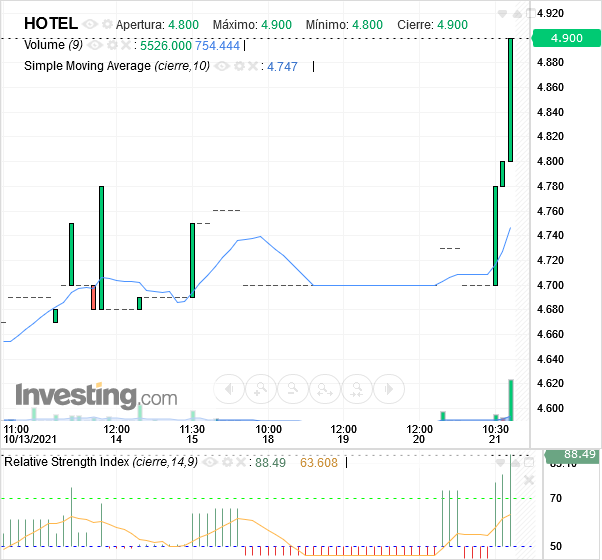 HOTEL Apertura: 4.800 Máximo: 4.900 Mínimo: 4.800 Cierre: 4.900
Volume (9) : 5526.000 754.444
Simple Moving Average (cierre,10) : 4.747
4.920
4.900
4.880
4.860
4.840
4.820
4.800
4.780
4.760
4.740
4.720
4.700
4.680
4.660
4.640
4.620
4.600
Investing.com
11:00 12:00 11:30 10:00 12:00 12:00 10:30
10/13/2021 14 15 18 19 20 21
Relative Strength Index (cierre,14,9) : 88.49 63.608
88.49
70
50